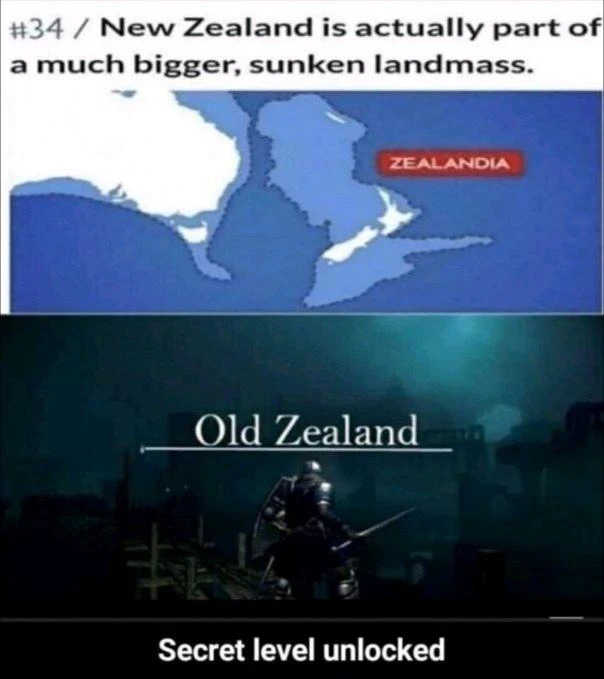 #34 / New Zealand is actually part of
a much bigger, sunken landmass.
ZEALANDIA
Old Zealand
Secret level unlocked